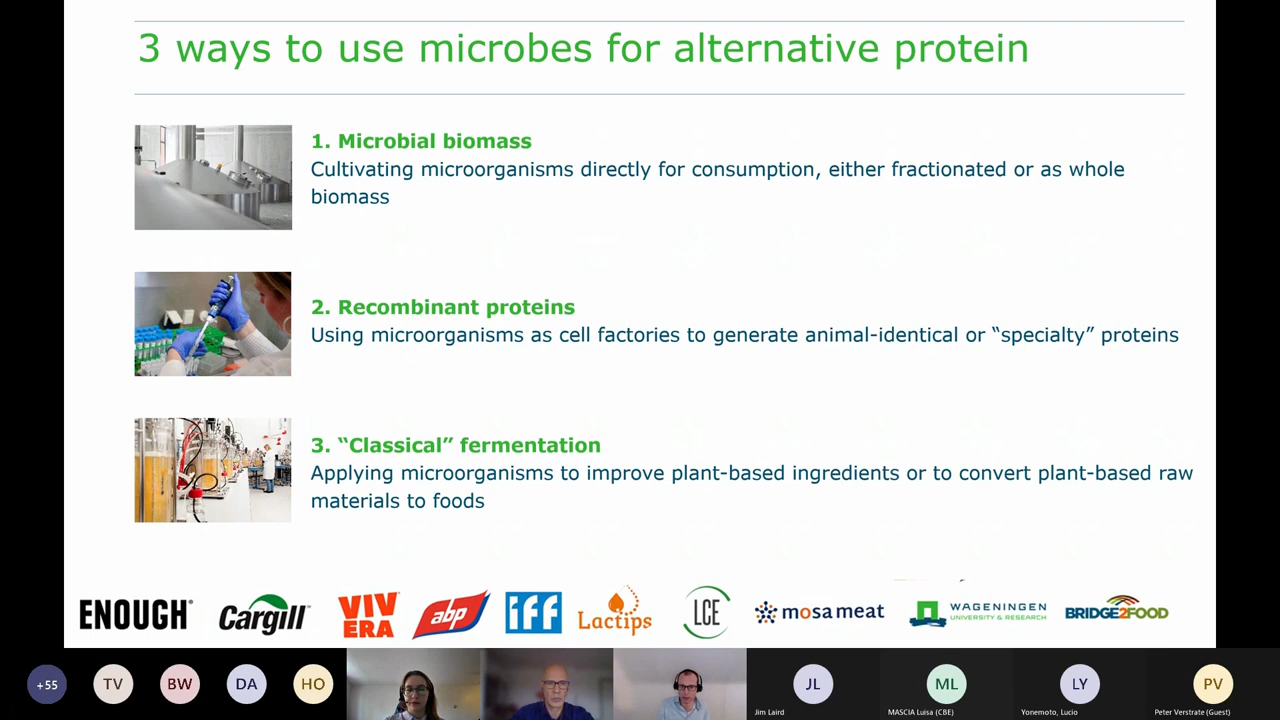 3 ways to use microbes for alternative protein
1. Microbial biomass
Cultivating microorganisms directly for consumption, either fractionated or as whole
biomass
2. Recombinant proteins
Using microorganisms as cell factories to generate animal-identical or “specialty” proteins
3. “Classical” fermentation
Applying microorganisms to improve plant-based ingredients or to convert plant-based raw
materials to foods
ENOUGH® Cargill™ VIVERA abp iff Lactips LCE mosa meat WAGENINGEN UNIVERSITY & RESEARCH BRIDGE2FOOD
+55 TV BW DA HO JL ML LY PV
Jim Laird MASCIA Luisa (CBE) Yonemoto, Lucio Peter Verstrate (Guest)